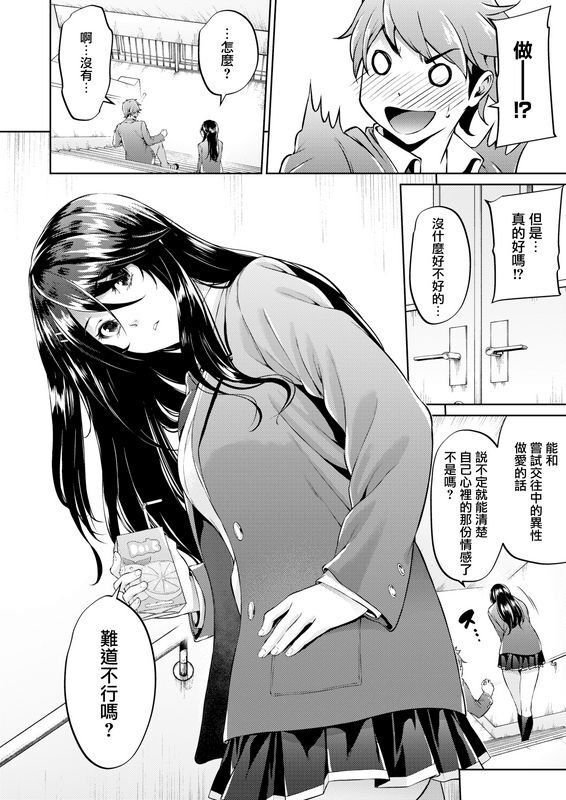 做——!?
…怎麼?
啊…沒有…
但是…
真的好嗎!?
沒什麼好不好的…
能和
嘗試交往中的異性
做愛的話
說不定就能清楚
自己心裡的那份情感了
不是嗎?
難道不行嗎?